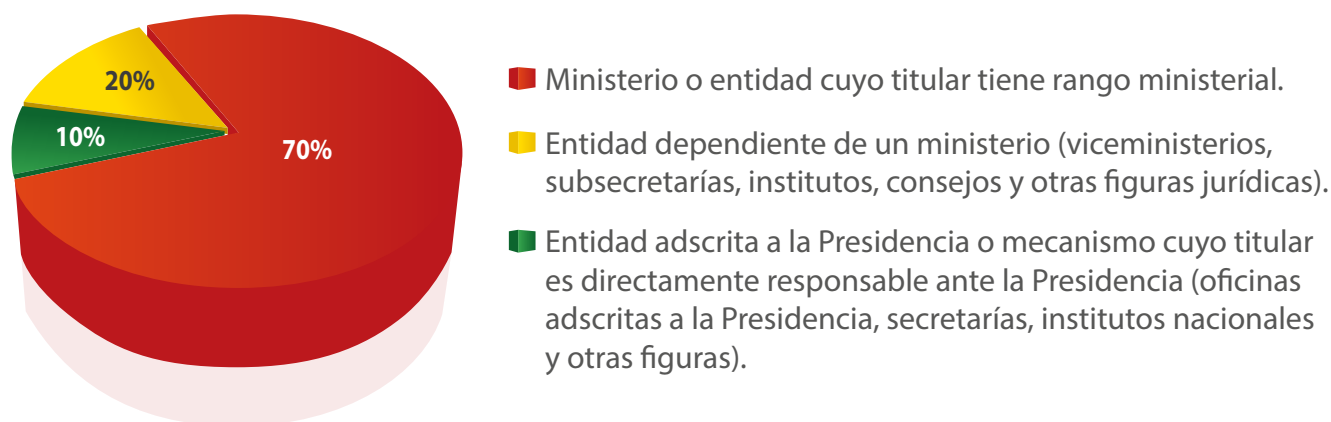 20%
10%
70%
Ministerio o entidad cuyo titular tiene rango ministerial.
Entidad dependiente de un ministerio (viceministerios,
subsecretarías, institutos, consejos y otras figuras jurídicas).
Entidad adscrita a la Presidencia o mecanismo cuyo titular
es directamente responsable ante la Presidencia (oficinas
adscritas a la Presidencia, secretarías, institutos nacionales
y otras figuras).